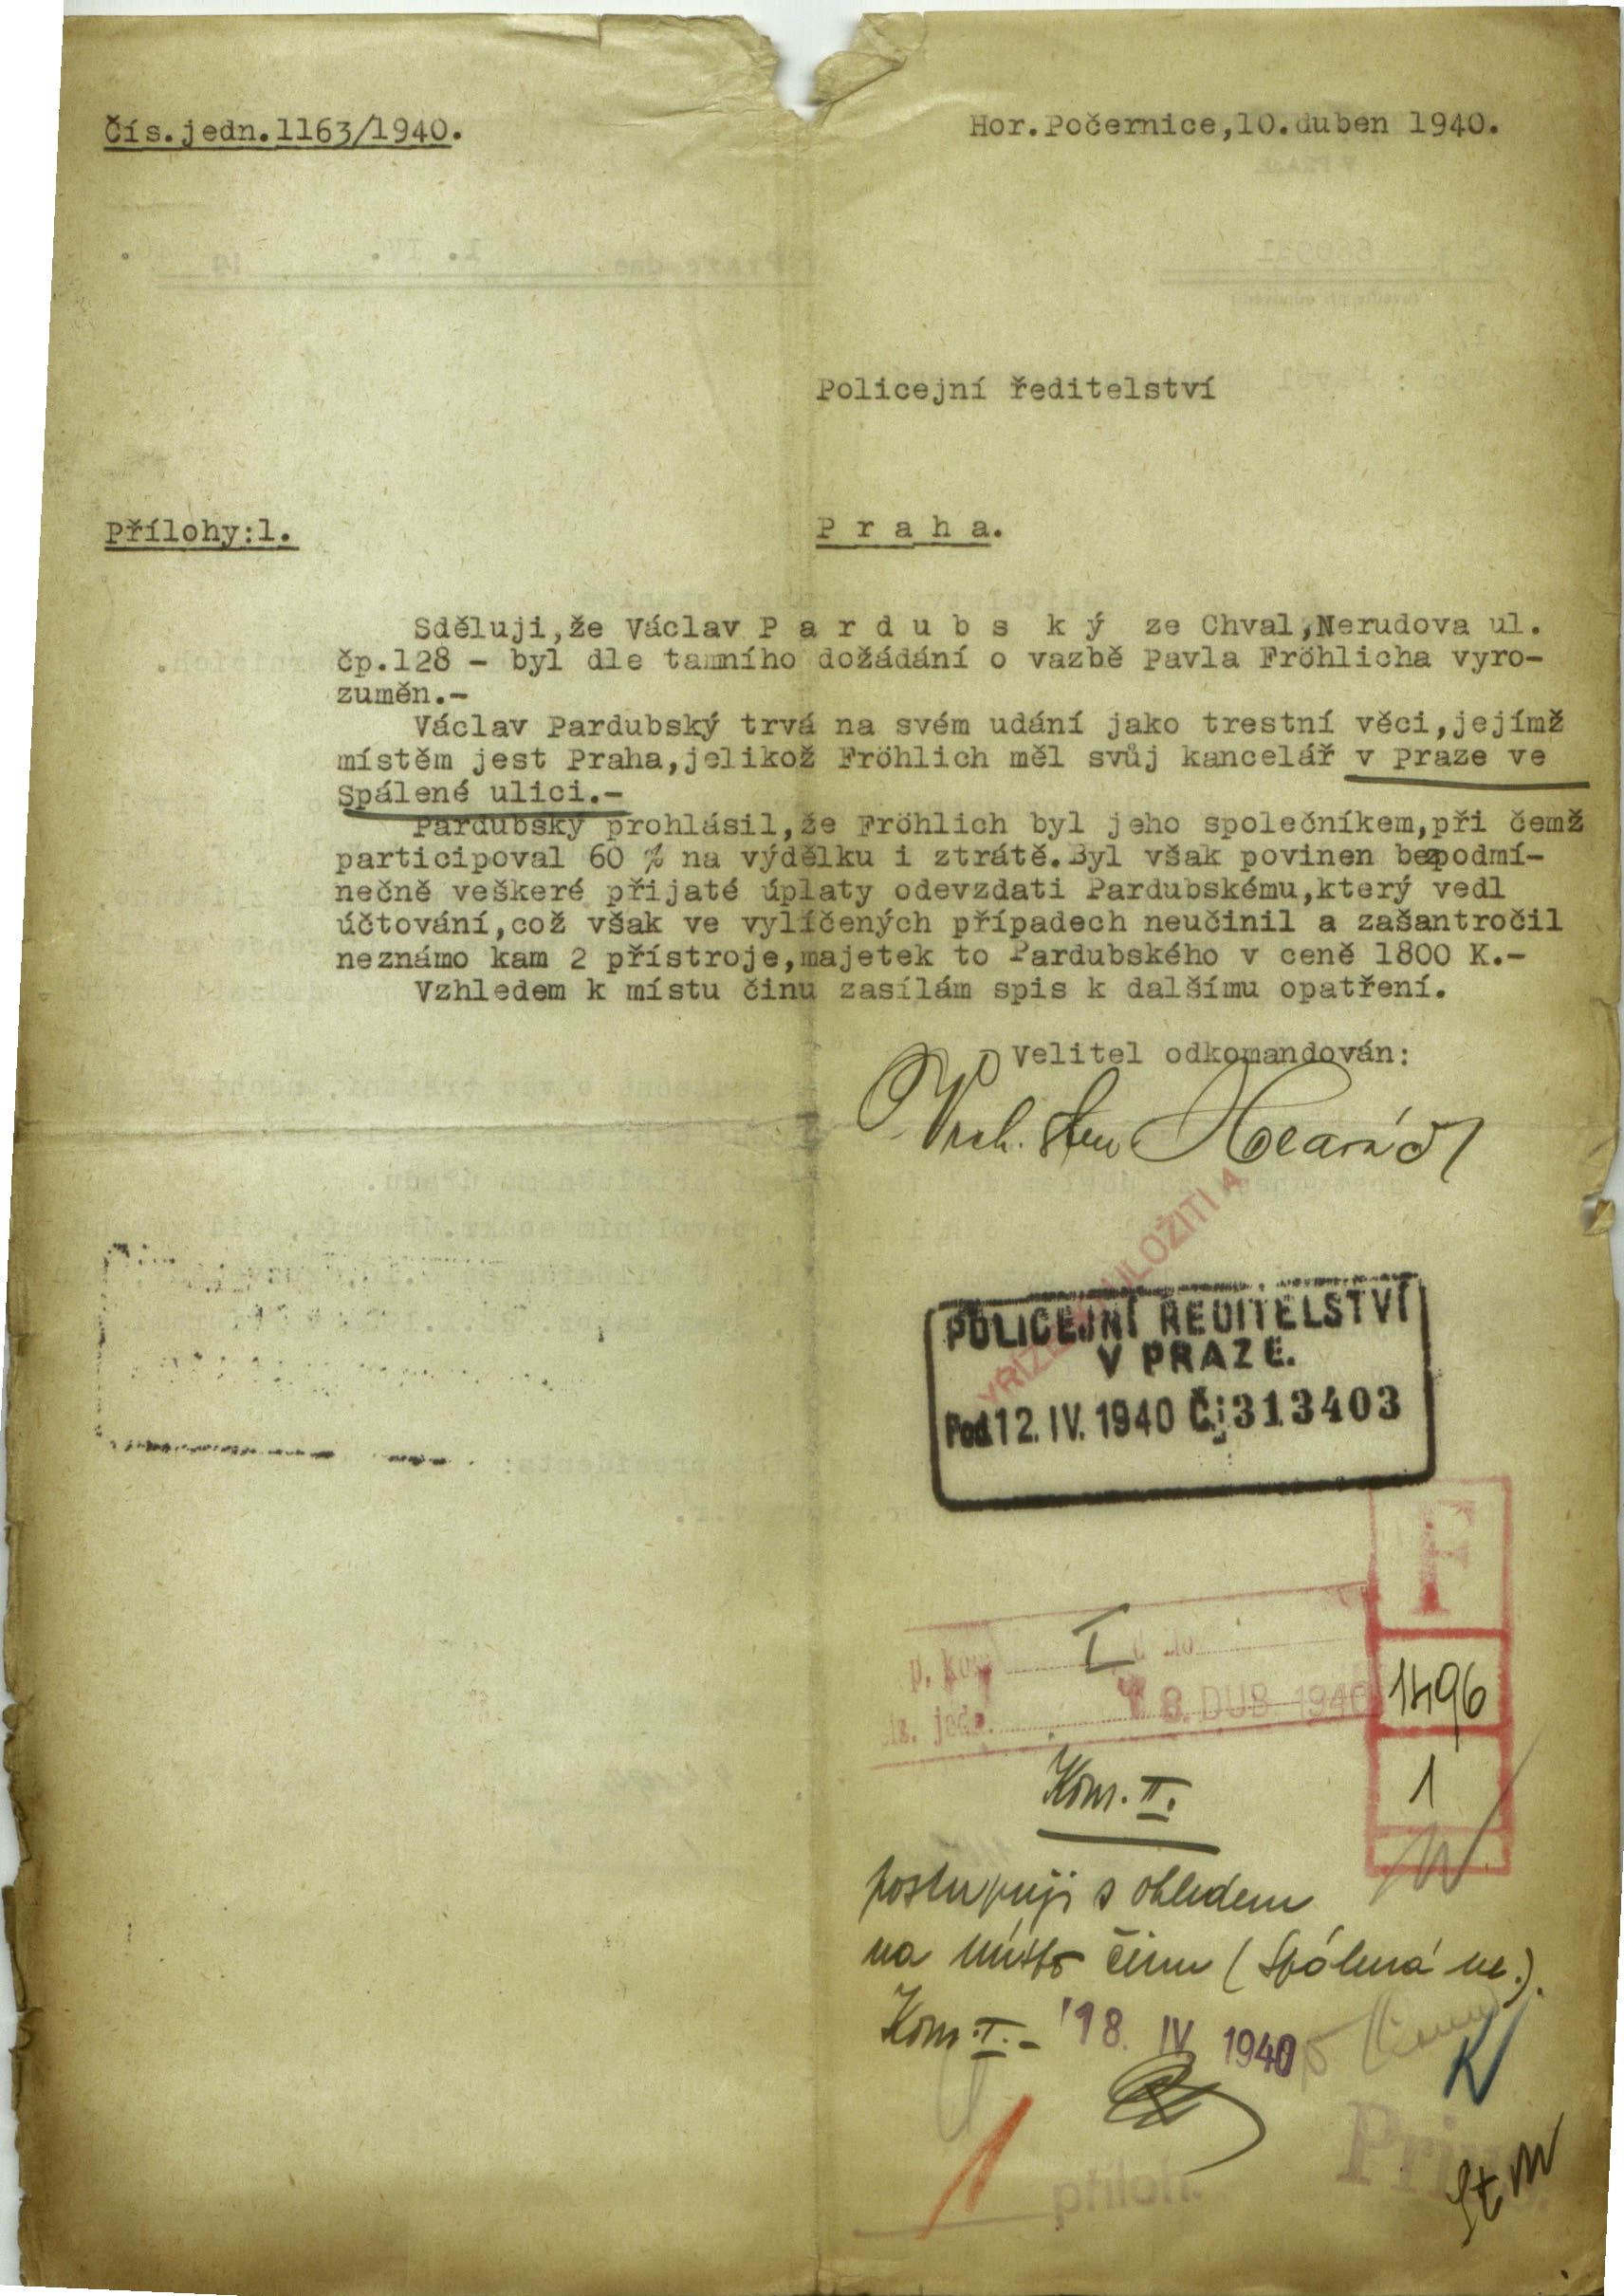 Čís.jedn.1163/1940.
Hor.Počernice,10.duben 1940.
Policejní ředitelství
Přílohy:1.
P r a h a.
Sděluji,že Václav P a r d u b s k ý ze Chval,Nerudova ul.
čp.128 - byl dle tamního dožádání o vazbě Pavla Fröhlicha vyro-
zuměn.-
Václav Pardubský trvá na svém udání jako trestní věci,jejímž
místěm jest Praha,jelikož Fröhlich měl svůj kancelář v Praze ve
Spálené ulici.-
Pardubský prohlásil,že Fröhlich byl jeho společníkem,při čemž
participoval 60 % na výdělku i ztrátě.Byl však povinen bezpodmí-
nečně veškeré přijaté úplaty odevzdati Pardubskému,který vedl
účtování,což však ve vylíčených případech neučinil a zašantročil
neznámo kam 2 přístroje,majetek to Pardubského v ceně 1800 K.-
Vzhledem k místu činu zasílám spis k dalšímu opatření.
Velitel odkomandován:
Vrch.
ULOŽITI A
POLICEJNÍ ŘEDITELSTVÍ
V PRAZE.
Pod 12.IV.1940 Čj 313403
F
I
p.
1496
jedn. 8.DUB 1940
1
Kom. II.
postupuji s ohledem
na místo činu (Spálená ul.).
Kom. I. - 18. IV 1940
K
1 příloh.